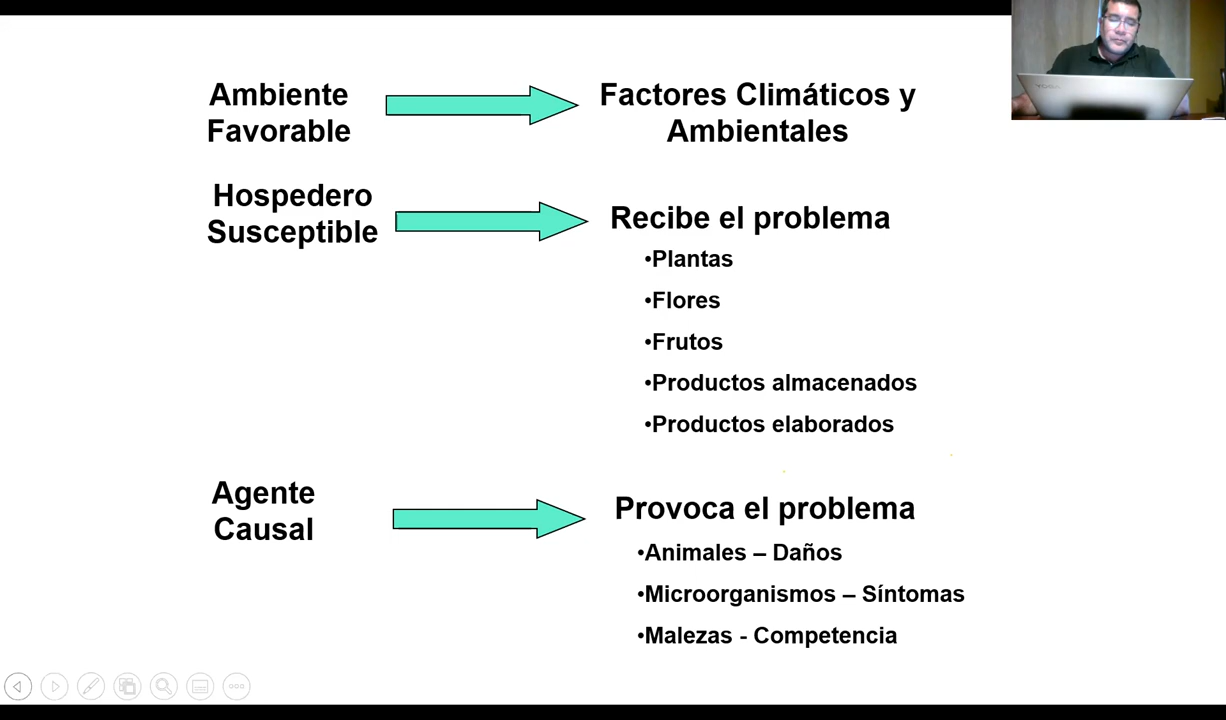 Ambiente
Favorable
Factores Climáticos y
Ambientales
Hospedero
Susceptible
Recibe el problema
•Plantas
•Flores
•Frutos
•Productos almacenados
•Productos elaborados
Agente
Causal
Provoca el problema
•Animales – Daños
•Microorganismos – Síntomas
•Malezas - Competencia